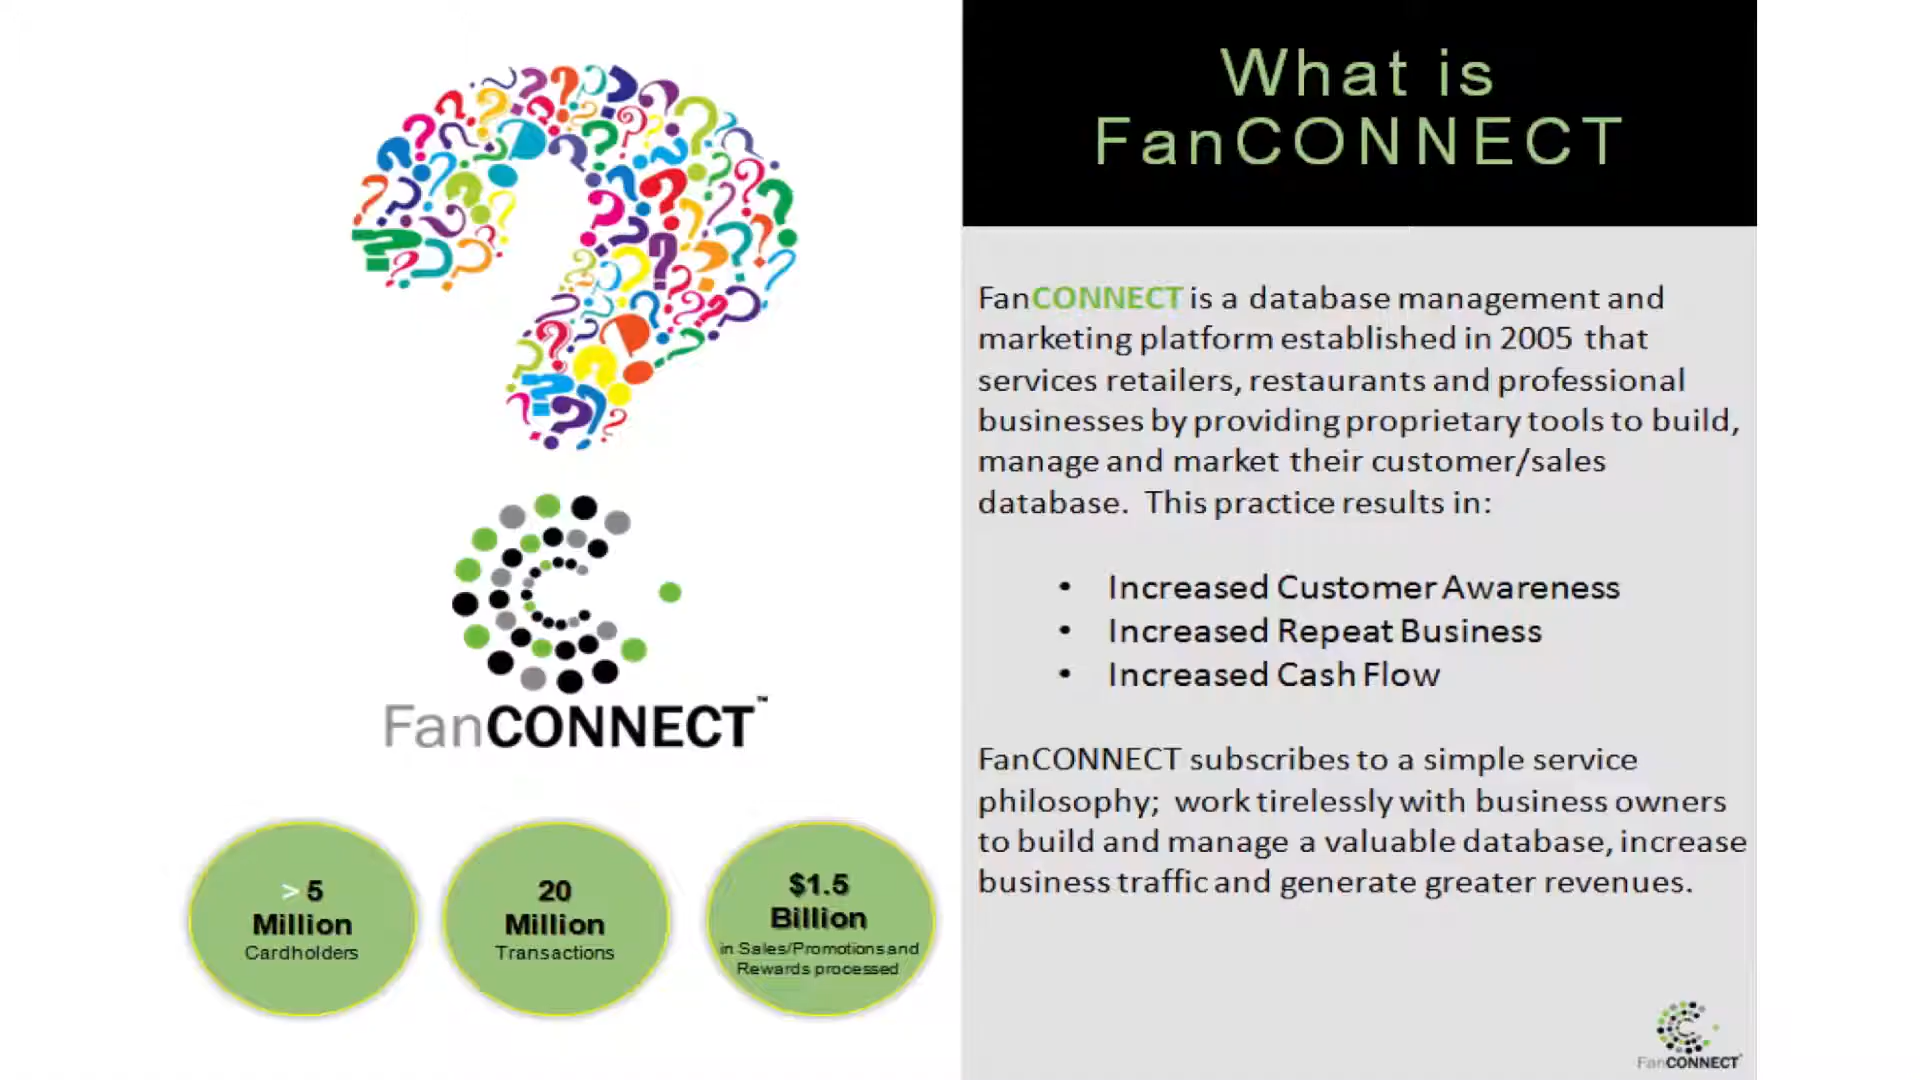 What is
FanCONNECT
FanCONNECT is a database management and
marketing platform established in 2005 that
services retailers, restaurants and professional
businesses by providing proprietary tools to build,
manage and market their customer/sales
database. This practice results in:
• Increased Customer Awareness
• Increased Repeat Business
• Increased Cash Flow
FanCONNECT subscribes to a simple service
philosophy; work tirelessly with business owners
to build and manage a valuable database, increase
business traffic and generate greater revenues.
FanCONNECT™
> 5
Million
Cardholders
20
Million
Transactions
$1.5
Billion
in Sales/Promotions and
Rewards processed
FanCONNECT